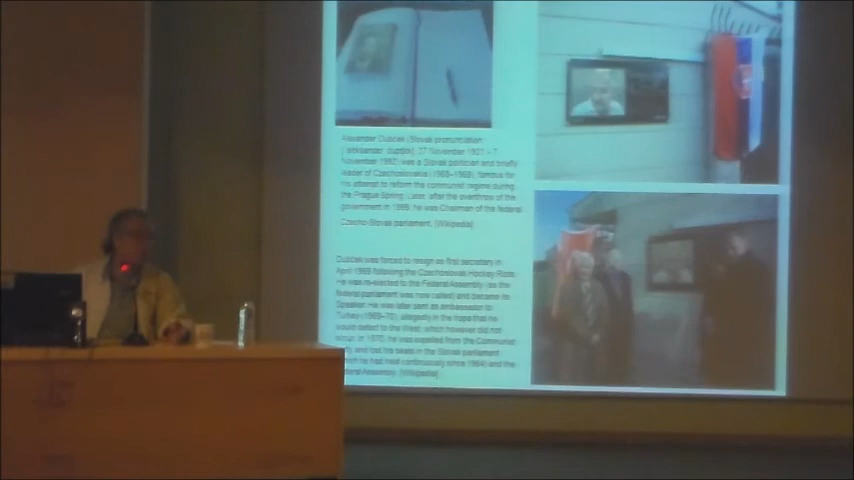 Alexander Dubček (Slovak pronunciation:
27 November 1921 – 7
November 1992) was a Slovak politician and briefly
leader of Czechoslovakia (1968–1969), famous for
his attempt to reform the communist regime during
the Prague Spring. Later, after the overthrow of the
government in 1989, he was Chairman of the federal
Czecho-Slovak parliament. [Wikipedia]
Dubček was forced to resign as first secretary in
April 1969 following the Czechoslovak Hockey Riots.
He was re-elected to the Federal Assembly (as the
federal parliament was now called) and became its
Speaker. He was later sent as ambassador to
Turkey (1969–70), allegedly in the hope that he
would defect to the West, which however did not
occur. In 1970, he was expelled from the Communist
and lost his seats in the Slovak parliament
which he had held continuously since 1964) and the
Assembly. [Wikipedia]